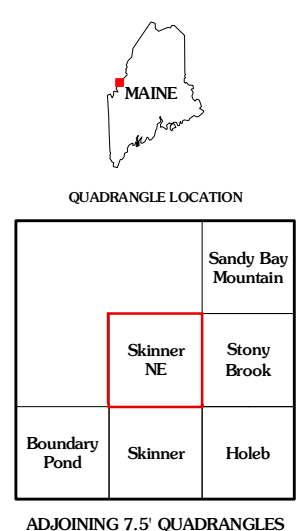 MAINE
QUADRANGLE LOCATION
Sandy Bay
Mountain
Skinner
NE
Stony
Brook
Boundary
Pond
Skinner
Holeb
ADJOINING 7.5' QUADRANGLES